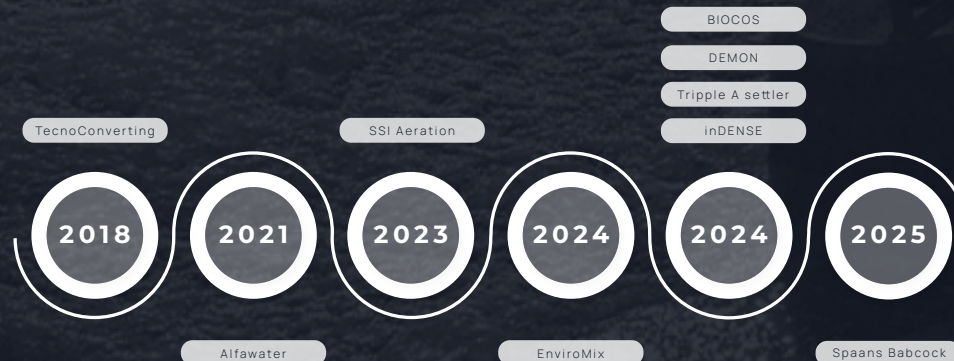 BIOCOS
DEMON
Tripple A settler
inDENSE
TecnoConverting
SSI Aeration
2018
2021
2023
2024
2024
2025
Alfawater
EnviroMix
Spaans Babcock